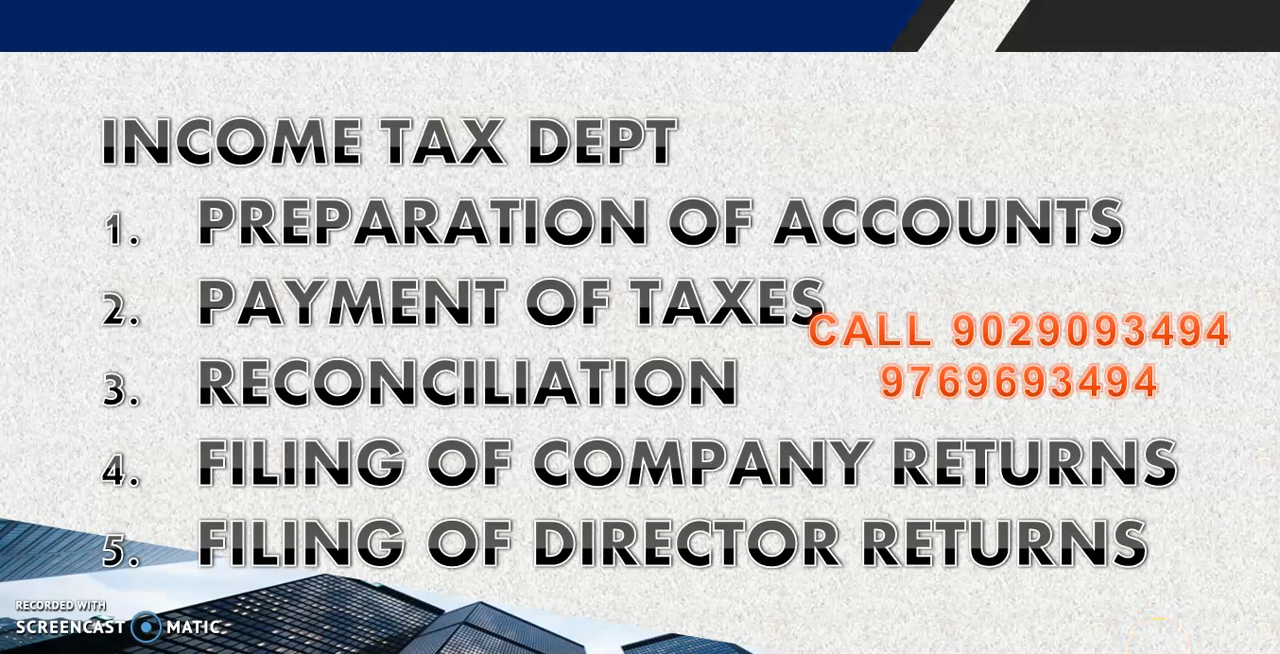 INCOME TAX DEPT
1. PREPARATION OF ACCOUNTS
2. PAYMENT OF TAXES
CALL 9029093494
9769693494
3. RECONCILIATION
4. FILING OF COMPANY RETURNS
5. FILING OF DIRECTOR RETURNS
RECORDED WITH
SCREENCAST MATIC